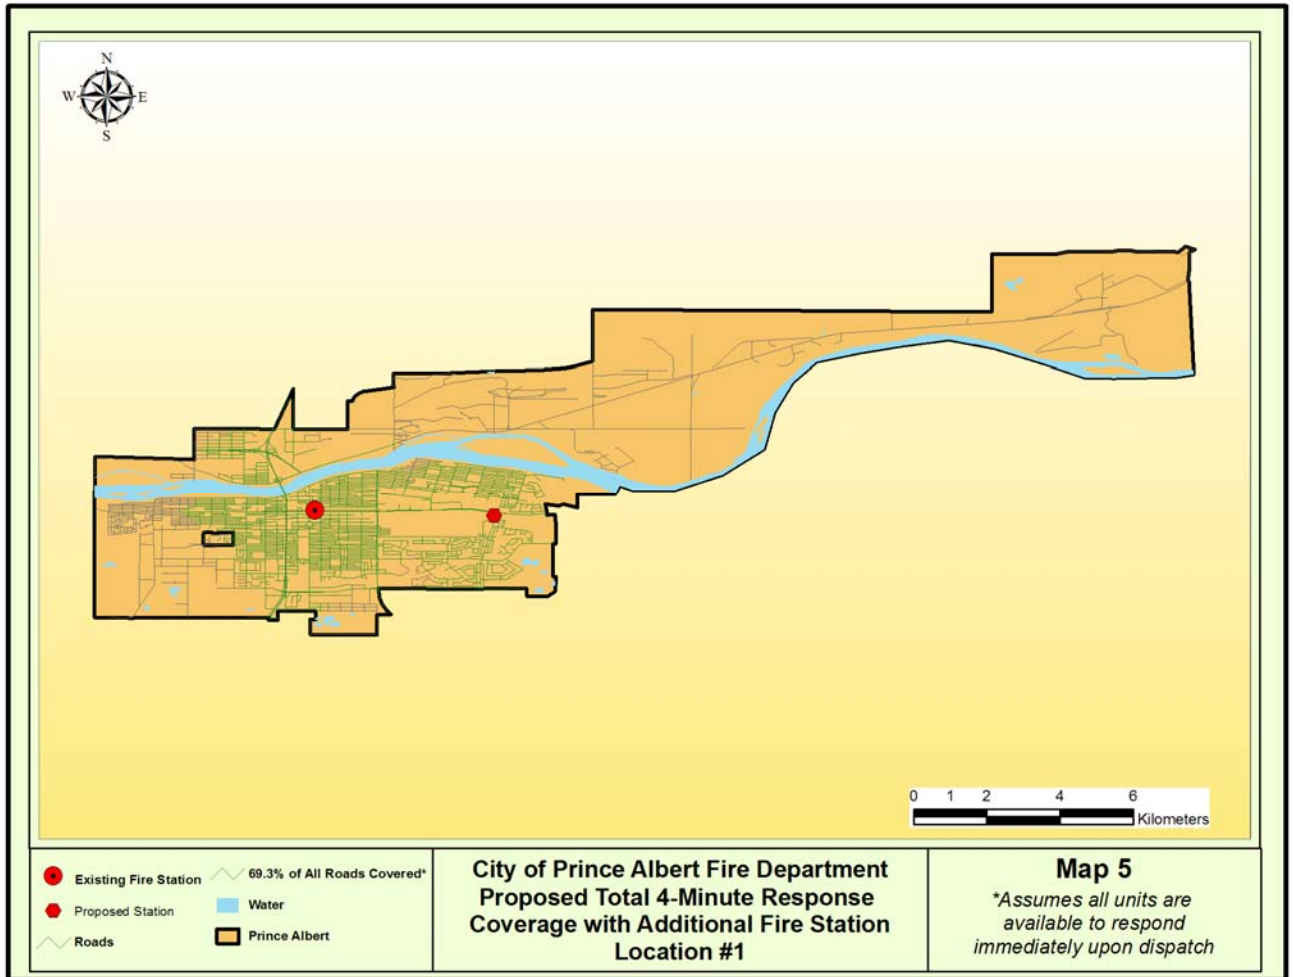 N
W E
S
0 1 2 4 6
Kilometers
Existing Fire Station
Proposed Station
Roads
69.3% of All Roads Covered*
Water
Prince Albert
City of Prince Albert Fire Department
Proposed Total 4-Minute Response
Coverage with Additional Fire Station
Location #1
Map 5
*Assumes all units are
available to respond
immediately upon dispatch